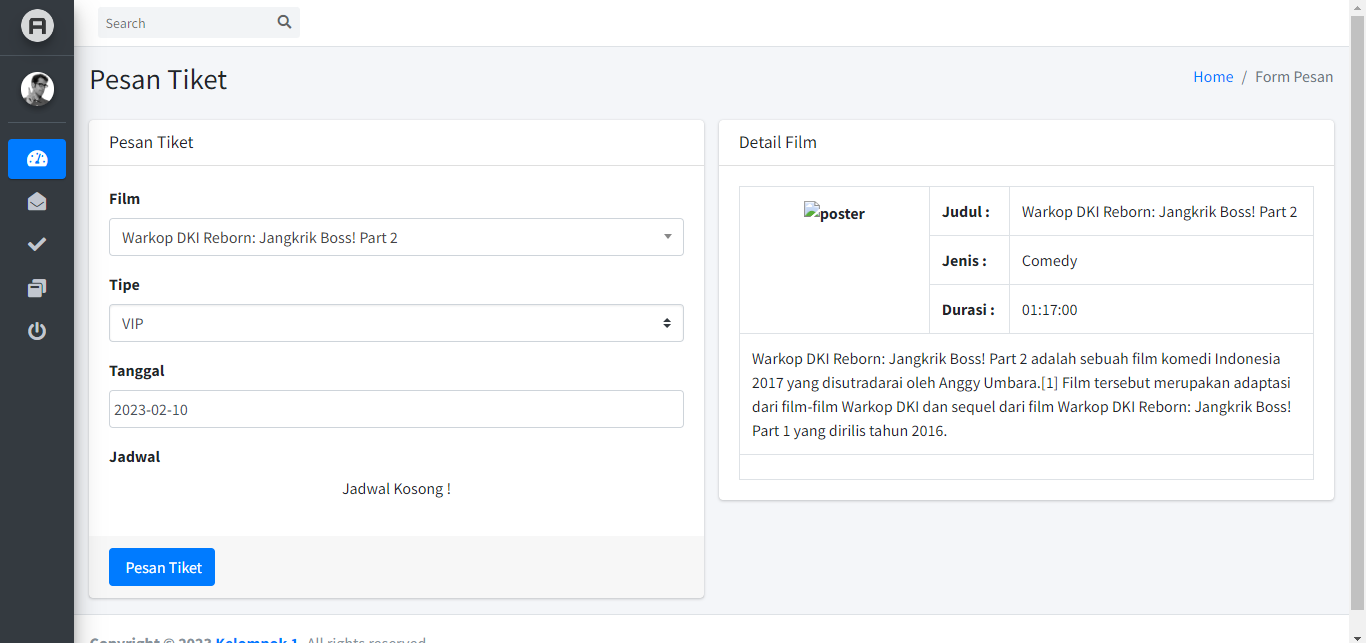 Search
Pesan Tiket
Home / Form Pesan
Pesan Tiket
Film
Warkop DKI Reborn: Jangkrik Boss! Part 2
Tipe
VIP
Tanggal
2023-02-10
Jadwal
Jadwal Kosong !
Pesan Tiket
Detail Film
poster
Judul : Warkop DKI Reborn: Jangkrik Boss! Part 2
Jenis : Comedy
Durasi : 01:17:00
Warkop DKI Reborn: Jangkrik Boss! Part 2 adalah sebuah film komedi Indonesia
2017 yang disutradarai oleh Anggy Umbara.[1] Film tersebut merupakan adaptasi
dari film-film Warkop DKI dan sequel dari film Warkop DKI Reborn: Jangkrik Boss!
Part 1 yang dirilis tahun 2016.
Copyright © 2023 Kelompok 1. All rights reserved.